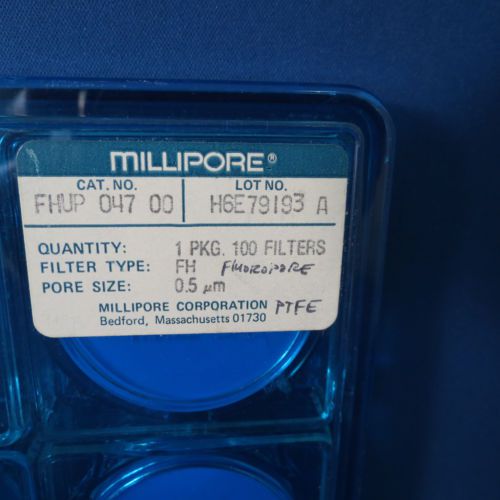 MILLIPORE®
CAT. NO. LOT NO.
FHUP 047 00 H6E79193 A
QUANTITY: 1 PKG. 100 FILTERS
FILTER TYPE: FH Fluoropore
PORE SIZE: 0.5 µm
MILLIPORE CORPORATION PTFE
Bedford, Massachusetts 01730